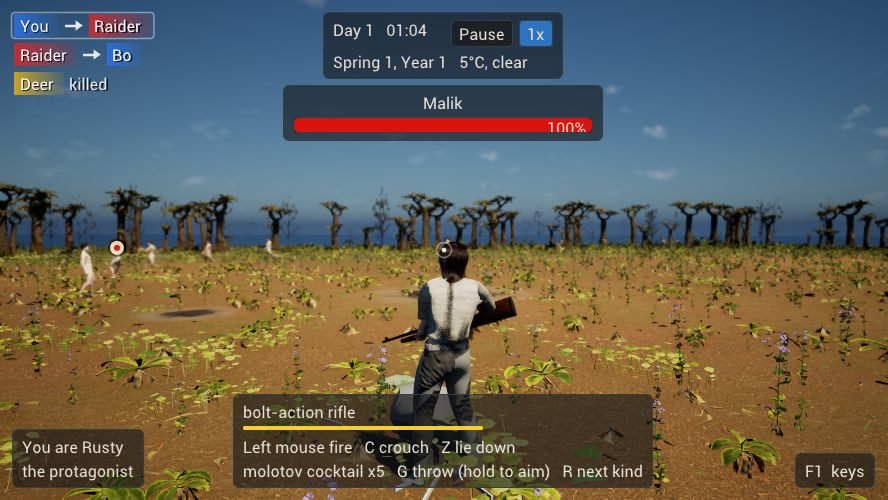 You → Raider
Raider → Bo
Deer killed
Day 1 01:04 Pause 1x
Spring 1, Year 1 5°C, clear
Malik
100%
bolt-action rifle
Left mouse fire C crouch Z lie down
molotov cocktail x5 G throw (hold to aim) R next kind
You are Rusty
the protagonist
F1 keys